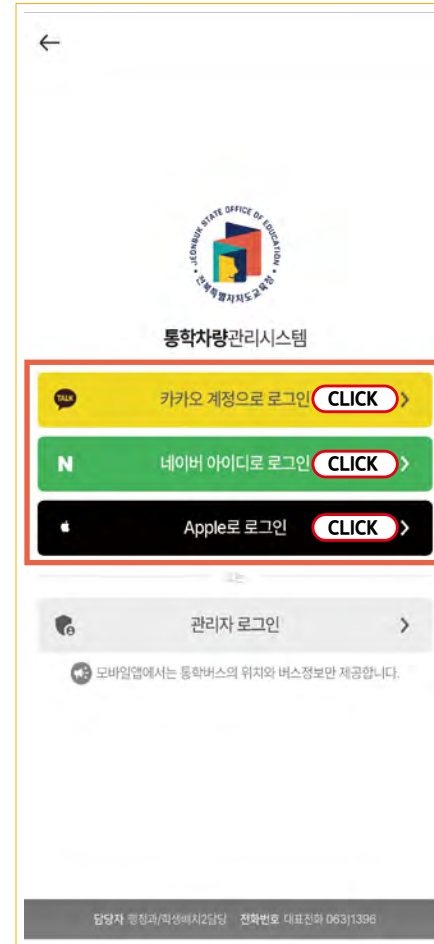 ←
JEONBUK STATE OFFICE OF EDUCATION
전북특별자치도교육청
통학차량관리시스템
TALK 카카오 계정으로 로그인 CLICK >
N 네이버 아이디로 로그인 CLICK >
Apple로 로그인 CLICK >
또는
관리자 로그인 >
모바일앱에서는 통학버스의 위치와 버스정보만 제공합니다.
담당자 행정과/학생배치2담당 전화번호 대표전화 063)1396